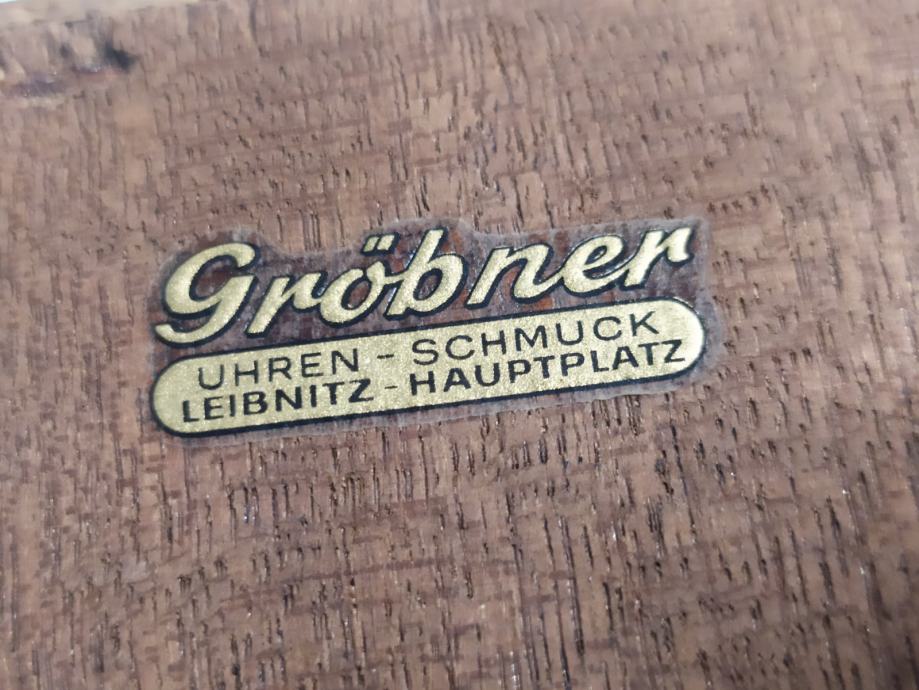 Gröbner
UHREN - SCHMUCK
LEIBNITZ - HAUPTPLATZ